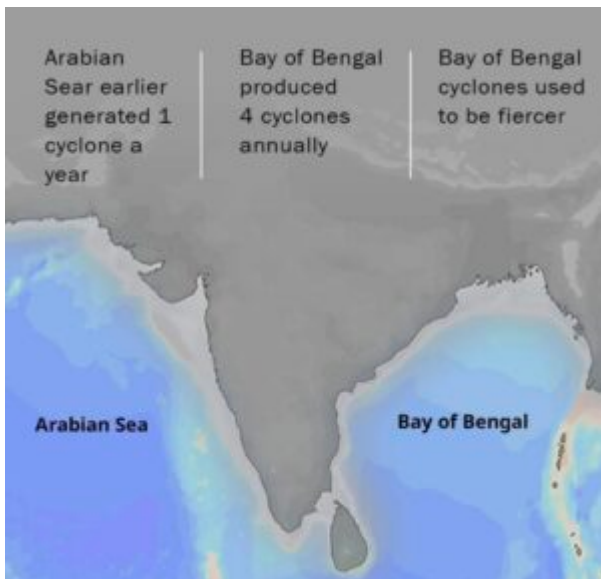 Arabian
Sear earlier
generated 1
cyclone a
year
Bay of Bengal
produced
4 cyclones
annually
Bay of Bengal
cyclones used
to be fiercer
Arabian Sea
Bay of Bengal